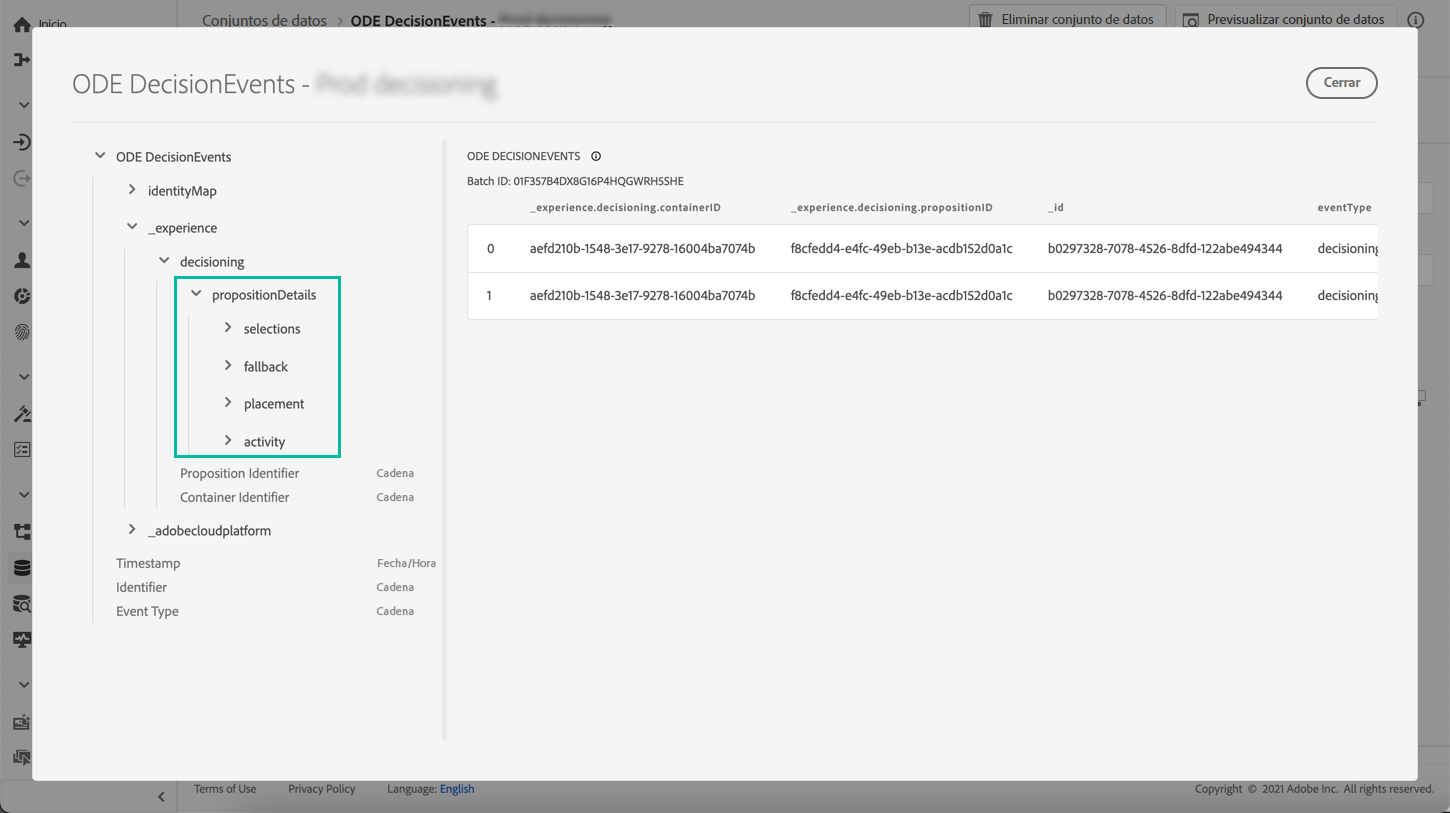 Inicio
Conjuntos de datos > ODE DecisionEvents -
Eliminar conjunto de datos
Previsualizar conjunto de datos
ODE DecisionEvents -
Cerrar
ODE DecisionEvents
identityMap
_experience
decisioning
propositionDetails
selections
fallback
placement
activity
Proposition Identifier Cadena
Container Identifier Cadena
_adobecloudplatform
Timestamp Fecha/Hora
Identifier Cadena
Event Type Cadena
ODE DECISIONEVENTS
Batch ID: 01F357B4DX8G16P4HQGWRH5SHE
_experience.decisioning.containerID _experience.decisioning.propositionID _id eventType
0 aefd210b-1548-3e17-9278-16004ba7074b f8cfedd4-e4fc-49eb-b13e-acdb152d0a1c b0297328-7078-4526-8dfd-122abe494344 decisioning
1 aefd210b-1548-3e17-9278-16004ba7074b f8cfedd4-e4fc-49eb-b13e-acdb152d0a1c b0297328-7078-4526-8dfd-122abe494344 decisioning
Terms of Use Privacy Policy Language: English
Copyright © 2021 Adobe Inc. All rights reserved.